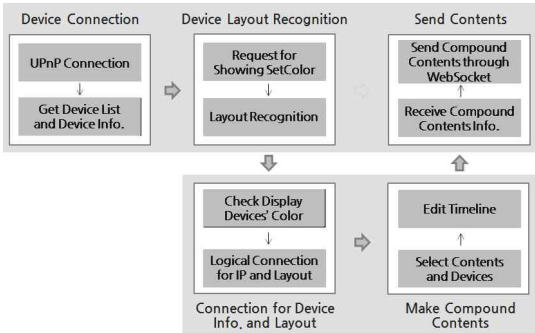 Device Connection
Device Layout Recognition
Send Contents
UPnP Connection
Get Device List
and Device Info.
Request for
Showing SetColor
Layout Recognition
Send Compound
Contents through
WebSocket
Receive Compound
Contents Info.
Check Display
Devices' Color
Logical Connection
for IP and Layout
Edit Timeline
Select Contents
and Devices
Connection for Device
Info. and Layout
Make Compound
Contents